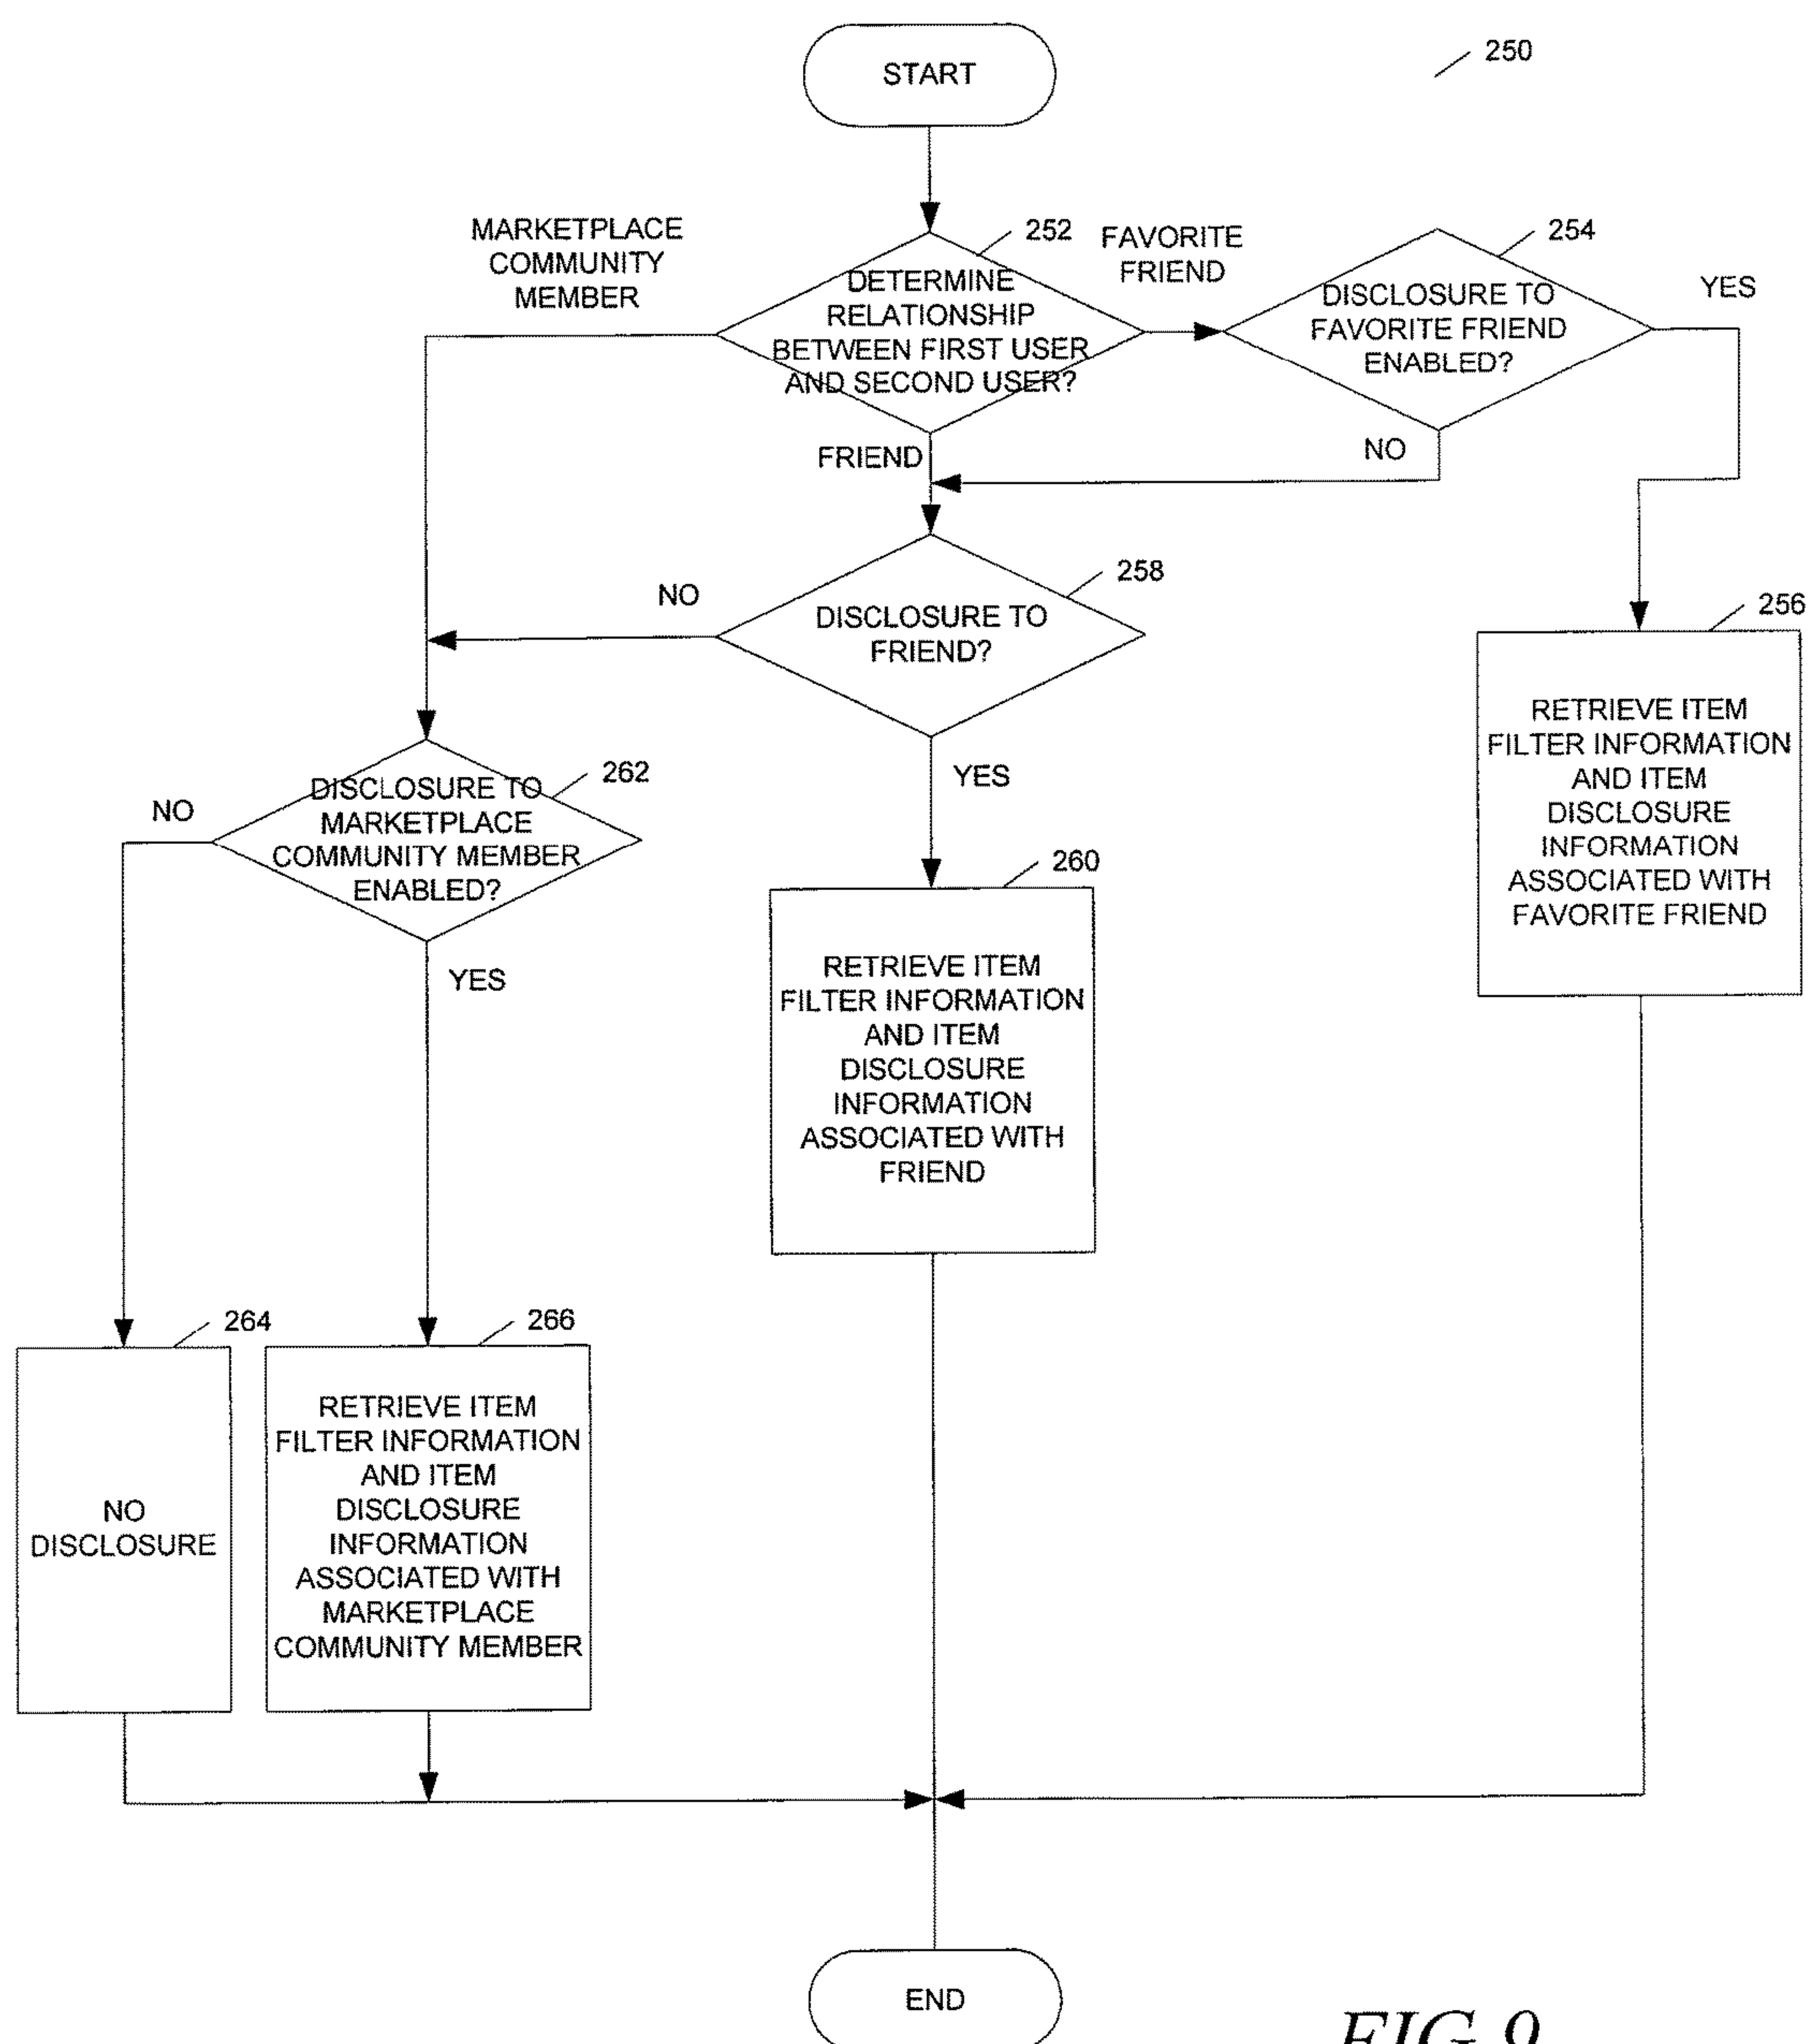 START
250
MARKETPLACE
COMMUNITY
MEMBER
252
DETERMINE
RELATIONSHIP
BETWEEN FIRST USER
AND SECOND USER?
FAVORITE
FRIEND
254
DISCLOSURE TO
FAVORITE FRIEND
ENABLED?
YES
FRIEND
NO
NO
258
DISCLOSURE TO
FRIEND?
256
RETRIEVE ITEM
FILTER INFORMATION
AND ITEM
DISCLOSURE
INFORMATION
ASSOCIATED WITH
FAVORITE FRIEND
YES
NO
262
DISCLOSURE TO
MARKETPLACE
COMMUNITY MEMBER
ENABLED?
YES
260
RETRIEVE ITEM
FILTER INFORMATION
AND ITEM
DISCLOSURE
INFORMATION
ASSOCIATED WITH
FRIEND
264
NO
DISCLOSURE
266
RETRIEVE ITEM
FILTER INFORMATION
AND ITEM
DISCLOSURE
INFORMATION
ASSOCIATED WITH
MARKETPLACE
COMMUNITY MEMBER
END
FIG 9